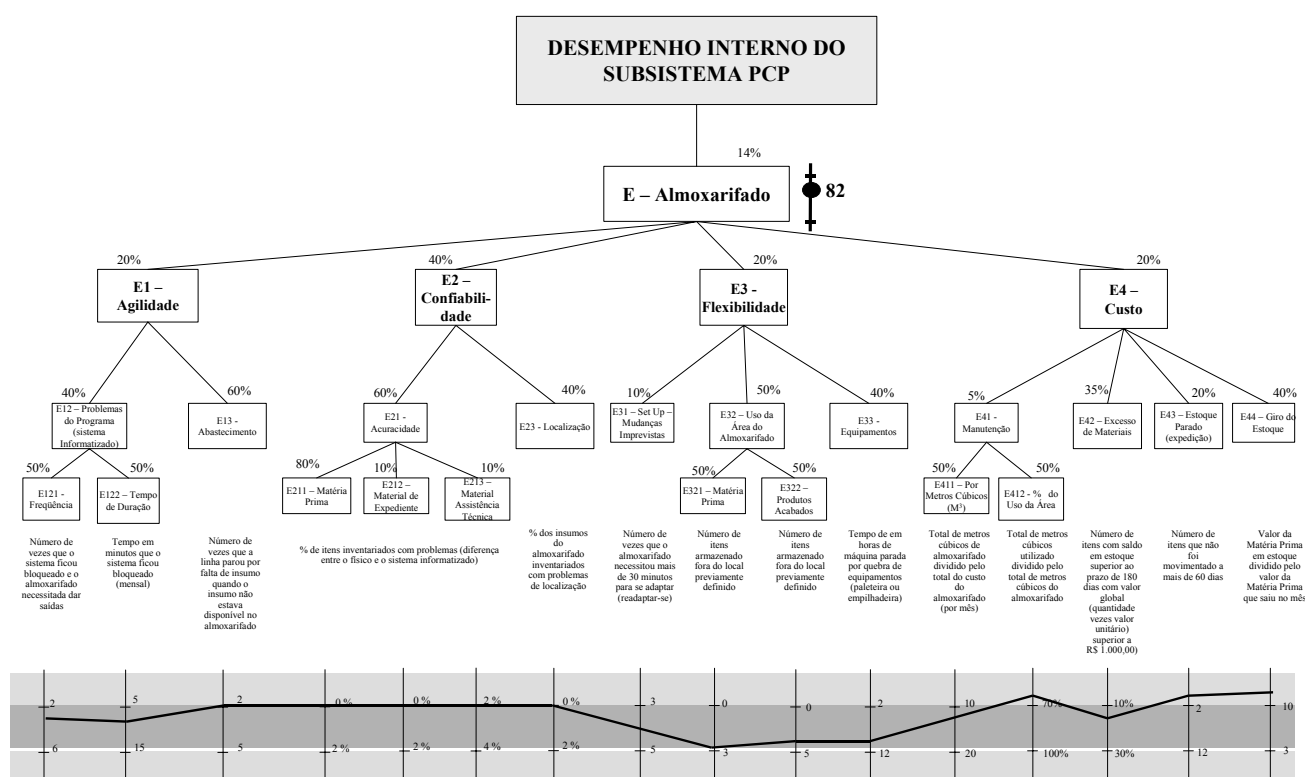 DESEMPENHO INTERNO DO
SUBSISTEMA PCP
14%
E – Almoxarifado
82
20%
40%
20%
20%
E1 –
Agilidade
E2 –
Confiabili-
dade
E3 -
Flexibilidade
E4 –
Custo
40%
60%
60%
40%
10%
50%
40%
5%
35%
20%
40%
E12 – Problemas
do Programa
(sistema
Informatizado)
E13 -
Abastecimento
E21 -
Acuracidade
E23 - Localização
E31 – Set Up –
Mudanças
Imprevistas
E32 – Uso da
Área do
Almoxarifado
E33 -
Equipamentos
E41 -
Manutenção
E42 – Excesso
de Materiais
E43 – Estoque
Parado
(expedição)
E44 – Giro do
Estoque
50%
50%
80%
10%
10%
50%
50%
50%
50%
E121 -
Freqüência
E122 – Tempo
de Duração
E211 – Matéria
Prima
E212 –
Material de
Expediente
E213 –
Material
Assistência
Técnica
E321 – Matéria
Prima
E322 –
Produtos
Acabados
E411 – Por
Metros Cúbicos
(M³)
E412 - % do
Uso da Área
Número de
vezes que o
sistema ficou
bloqueado e o
almoxarifado
necessitada dar
saídas
Tempo em
minutos que o
sistema ficou
bloqueado
(mensal)
Número de
vezes que a
linha parou por
falta de insumo
quando o
insumo não
estava
disponível no
almoxarifado
% de itens inventariados com problemas (diferença
entre o físico e o sistema informatizado)
% dos insumos
do
almoxarifado
inventariados
com problemas
de localização
Número de
vezes que o
almoxarifado
necessitou mais
de 30 minutos
para se adaptar
(readaptar-se)
Número de
itens
armazenado
fora do local
previamente
definido
Número de
itens
armazenado
fora do local
previamente
definido
Tempo de em
horas de
máquina parada
por quebra de
equipamentos
(paleteira ou
empilhadeira)
Total de metros
cúbicos de
almoxarifado
dividido pelo
total do custo
do
almoxarifado
(por mês)
Total de metros
cúbicos
utilizado
dividido pelo
total de metros
cúbicos do
almoxarifado
Número de
itens com saldo
em estoque
superior ao
prazo de 180
dias com valor
global
(quantidade
vezes valor
unitário)
superior a
R$ 1.000,00)
Número de
itens que não
foi
movimentado a
mais de 60 dias
Valor da
Matéria Prima
em estoque
dividido pelo
valor da
Matéria Prima
que saiu no mês
2
5
2
0 %
0 %
2 %
0 %
3
0
0
2
10
70%
10%
2
10
6
15
5
2 %
2 %
4 %
2 %
5
3
5
12
20
100%
30%
12
3